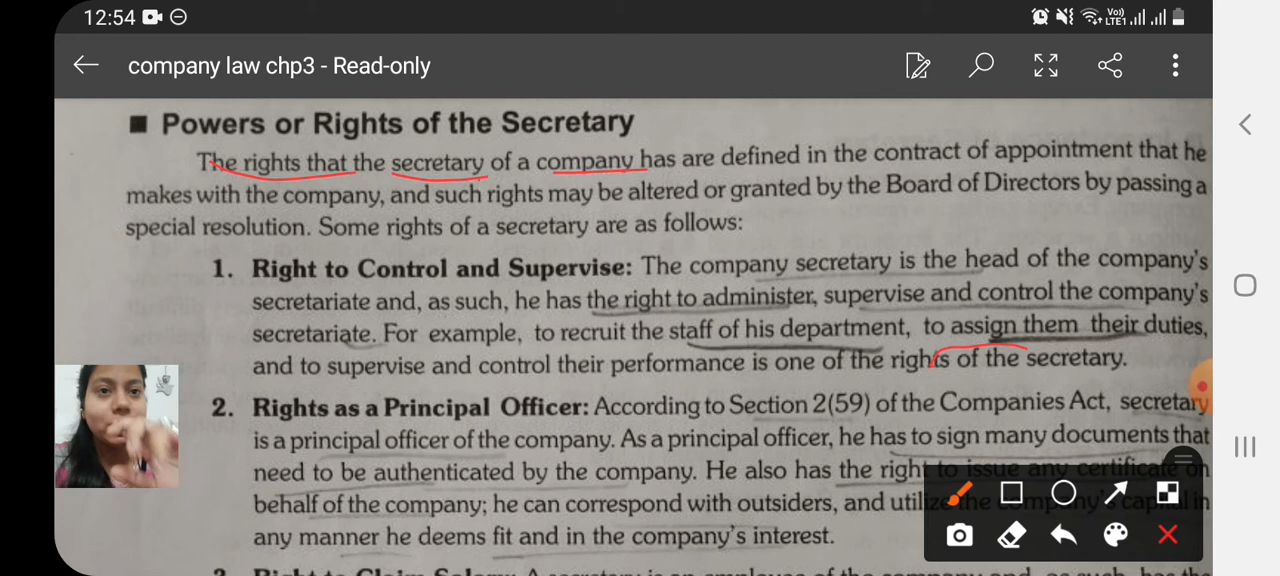 12:54
Vo))
LTE1
company law chp3 - Read-only
■ Powers or Rights of the Secretary
The rights that the secretary of a company has are defined in the contract of appointment that he
makes with the company, and such rights may be altered or granted by the Board of Directors by passing a
special resolution. Some rights of a secretary are as follows:
1. Right to Control and Supervise: The company secretary is the head of the company's
secretariate and, as such, he has the right to administer, supervise and control the company's
secretariate. For example, to recruit the staff of his department, to assign them their duties,
and to supervise and control their performance is one of the rights of the secretary.
2. Rights as a Principal Officer: According to Section 2(59) of the Companies Act, secretary
is a principal officer of the company. As a principal officer, he has to sign many documents that
need to be authenticated by the company. He also has the right to issue any certificate on
behalf of the company; he can correspond with outsiders, and utilize the company's capital in
any manner he deems fit and in the company's interest.